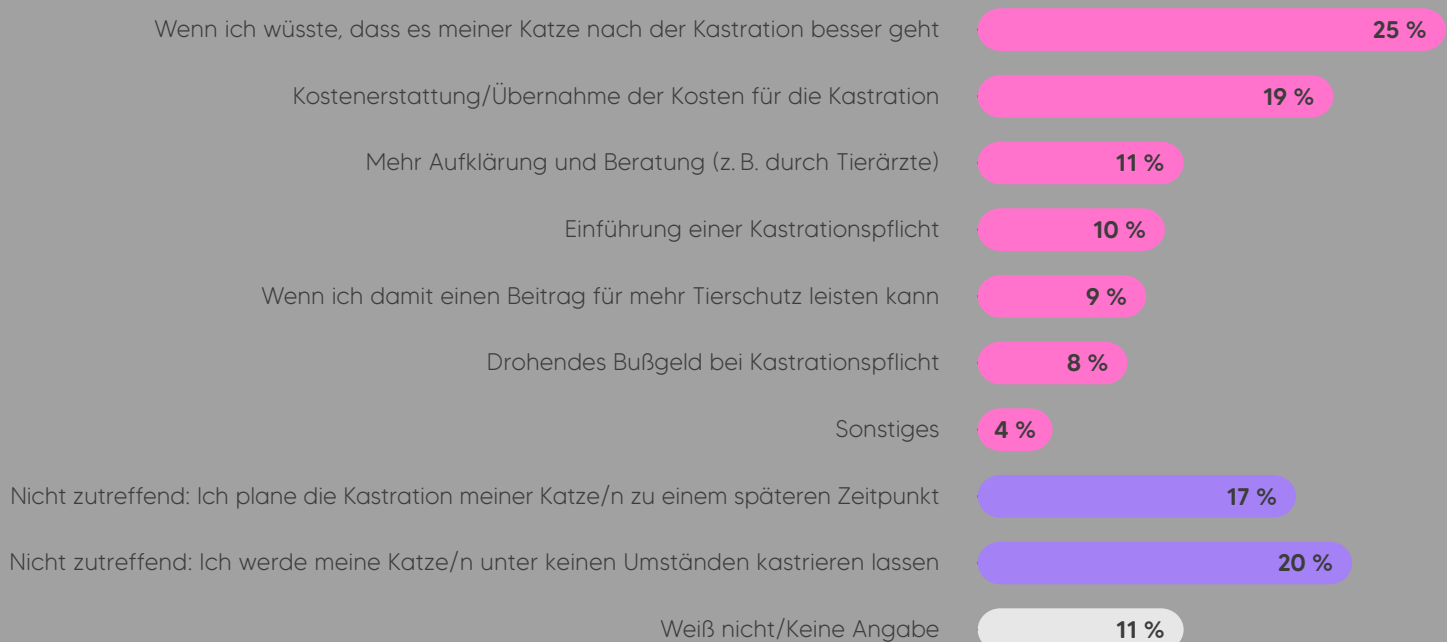 Wenn ich wüsste, dass es meiner Katze nach der Kastration besser geht 25 %
Kostenerstattung/Übernahme der Kosten für die Kastration 19 %
Mehr Aufklärung und Beratung (z. B. durch Tierärzte) 11 %
Einführung einer Kastrationspflicht 10 %
Wenn ich damit einen Beitrag für mehr Tierschutz leisten kann 9 %
Drohendes Bußgeld bei Kastrationspflicht 8 %
Sonstiges 4 %
Nicht zutreffend: Ich plane die Kastration meiner Katze/n zu einem späteren Zeitpunkt 17 %
Nicht zutreffend: Ich werde meine Katze/n unter keinen Umständen kastrieren lassen 20 %
Weiß nicht/Keine Angabe 11 %